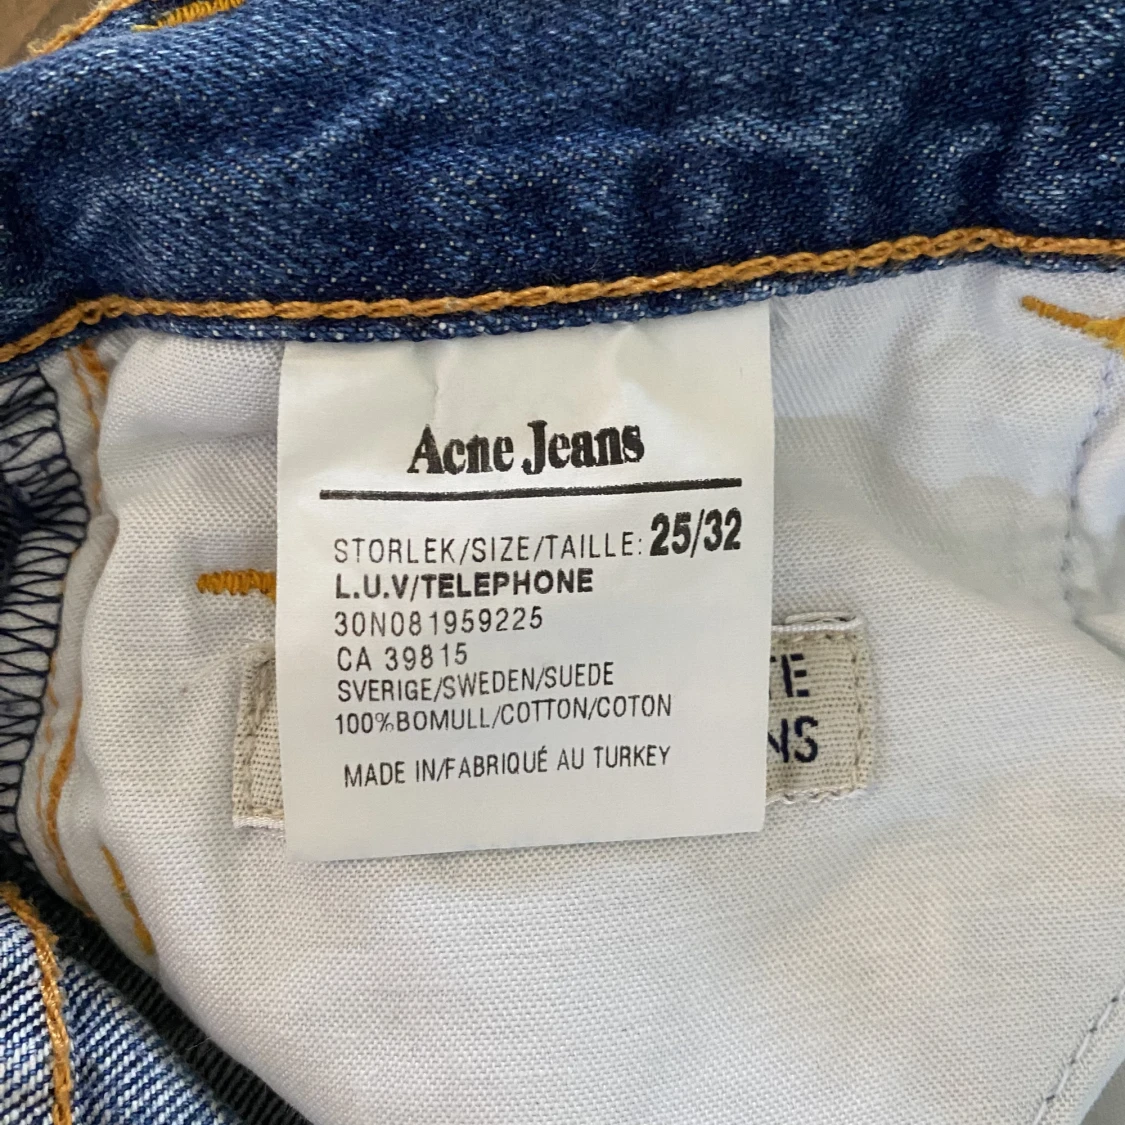 Acne Jeans
STORLEK/SIZE/TAILLE: 25/32
L.U.V/TELEPHONE
30N081959225
CA 39815
SVERIGE/SWEDEN/SUEDE
100%BOMULL/COTTON/COTON
MADE IN/FABRIQUÉ AU TURKEY